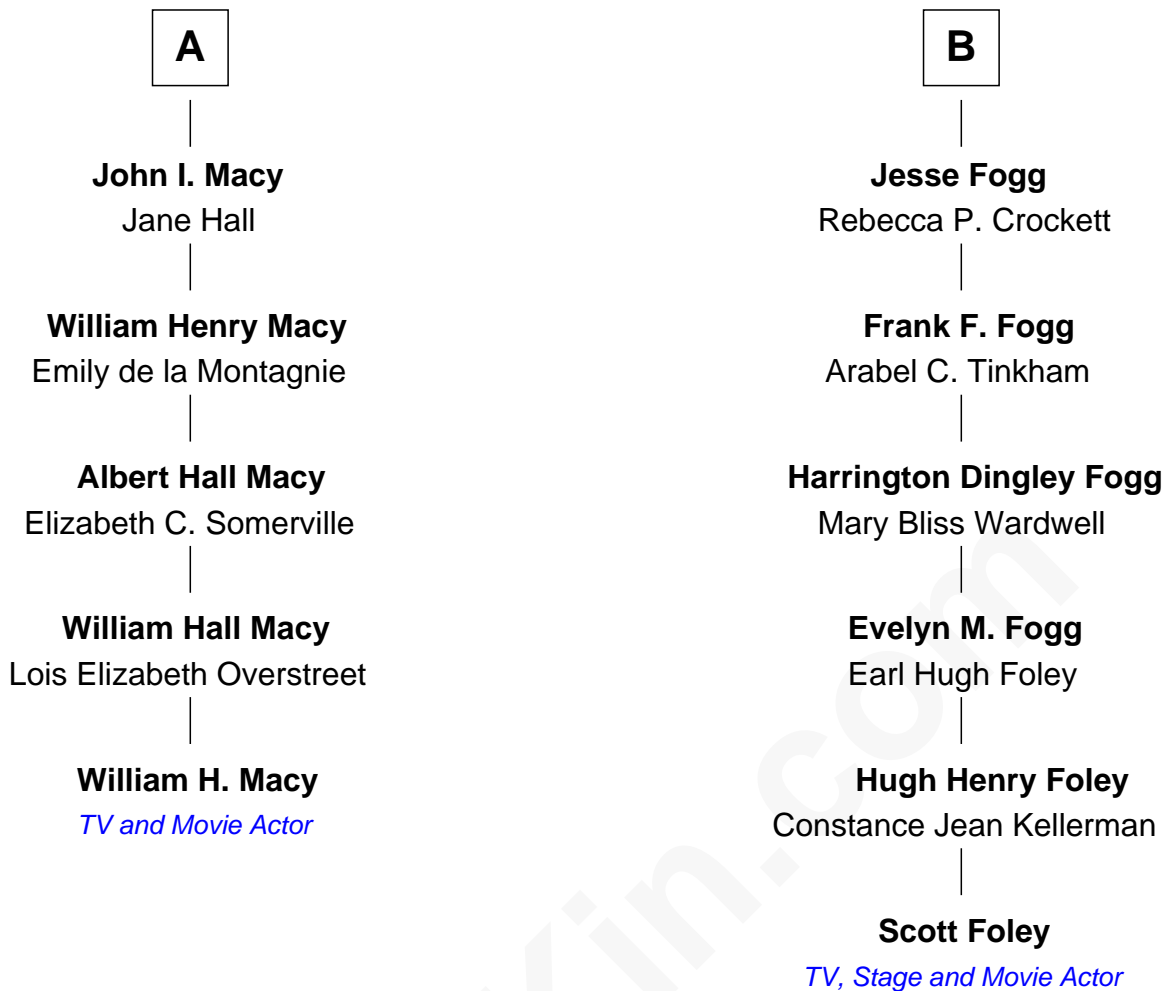 A
John I. Macy
Jane Hall
William Henry Macy
Emily de la Montagnie
Albert Hall Macy
Elizabeth C. Somerville
William Hall Macy
Lois Elizabeth Overstreet
William H. Macy
TV and Movie Actor
B
Jesse Fogg
Rebecca P. Crockett
Frank F. Fogg
Arabel C. Tinkham
Harrington Dingley Fogg
Mary Bliss Wardwell
Evelyn M. Fogg
Earl Hugh Foley
Hugh Henry Foley
Constance Jean Kellerman
Scott Foley
TV, Stage and Movie Actor
Kin.com